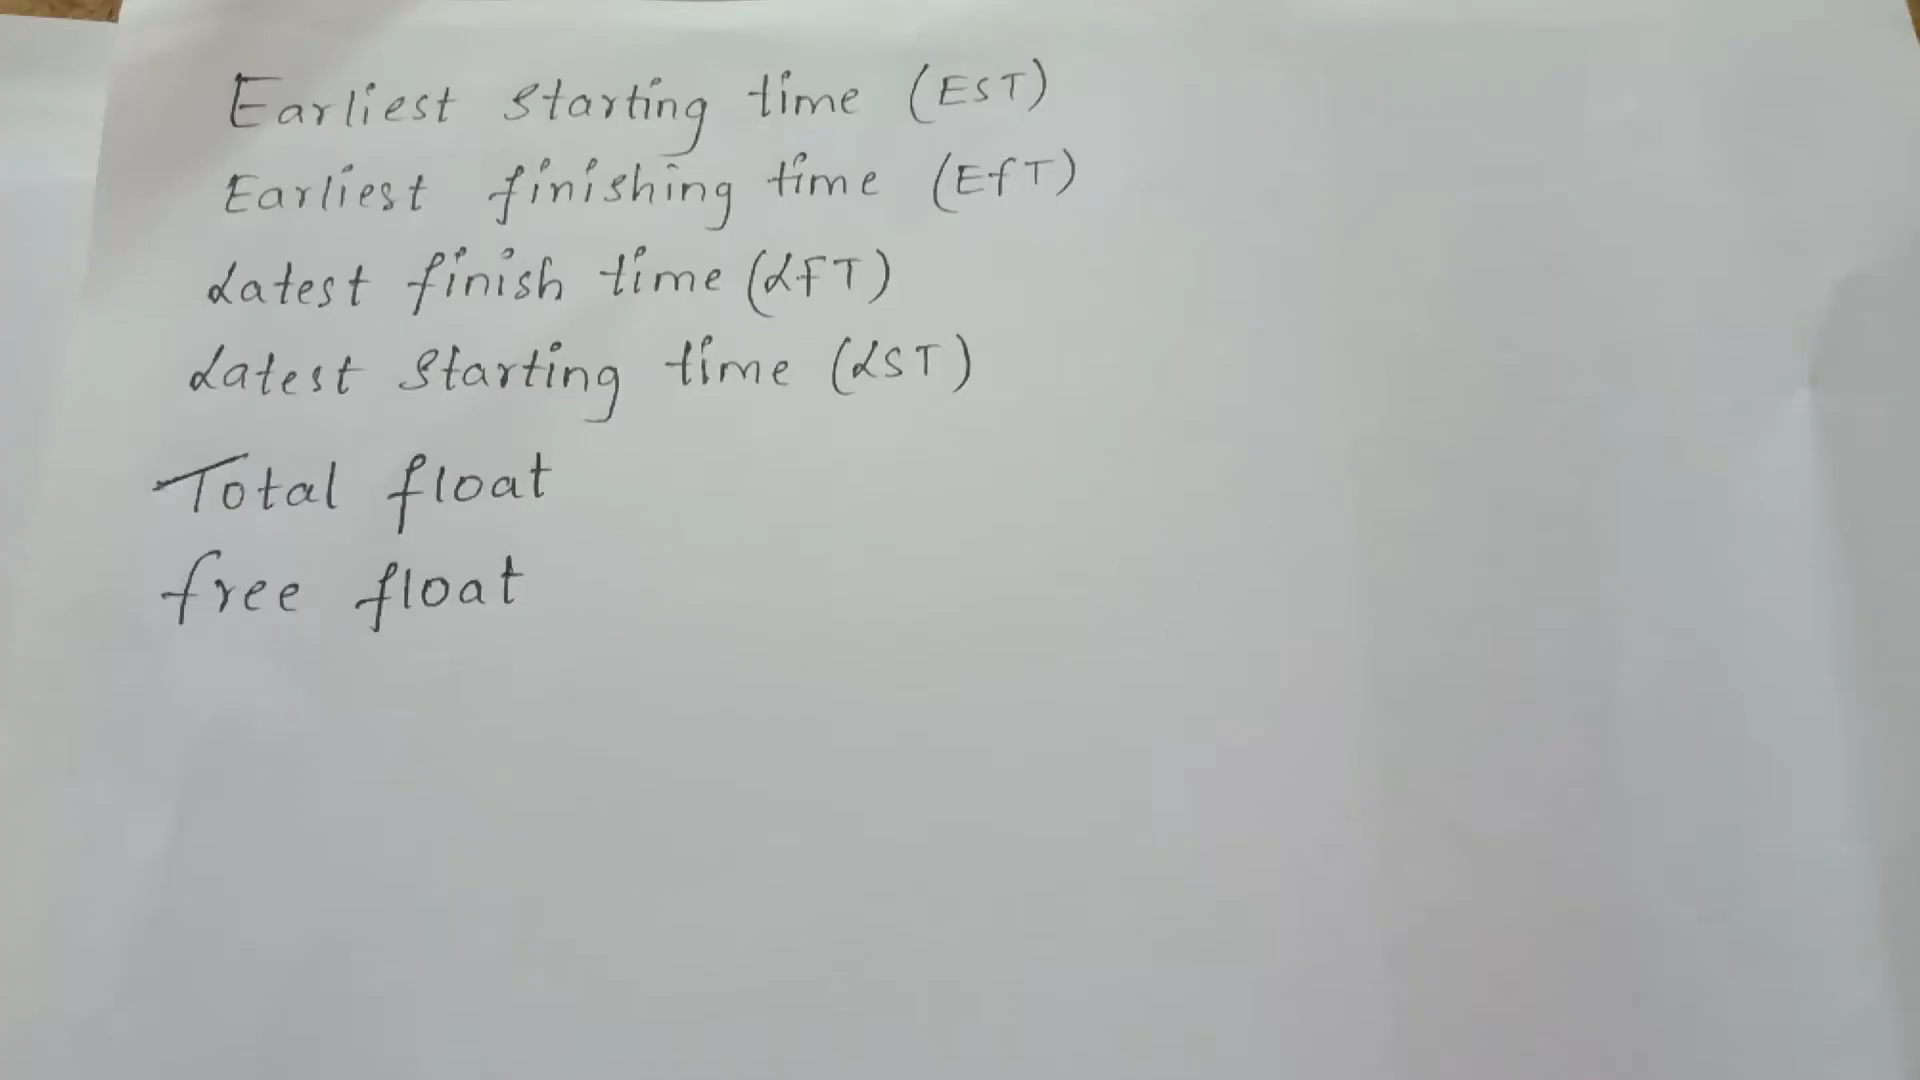 Earliest starting time (EST)
Earliest finishing time (EfT)
Latest finish time (LFT)
Latest starting time (LST)
Total float
free float